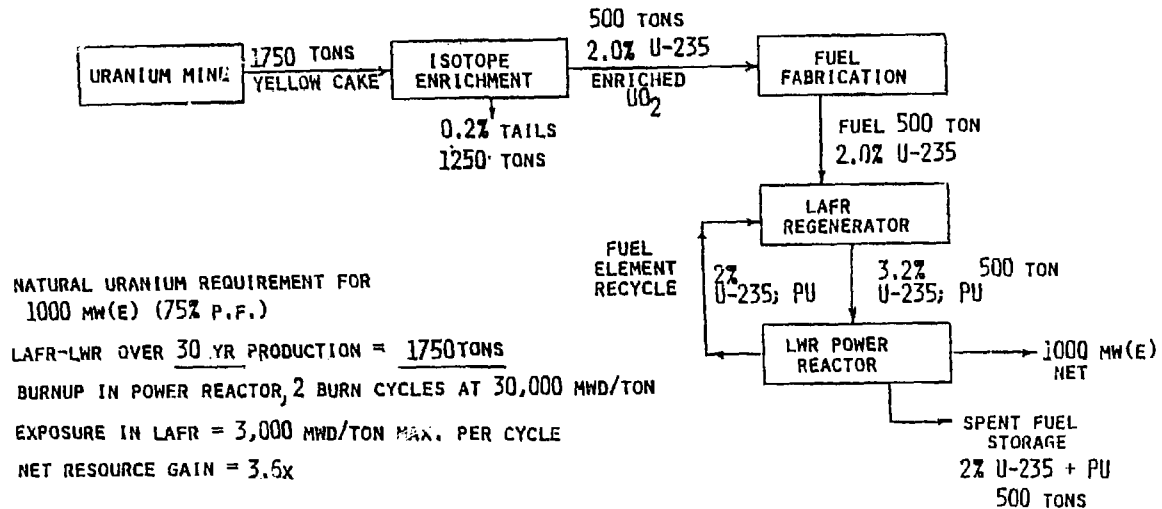 URANIUM MINE
1750 TONS
YELLOW CAKE
ISOTOPE
ENRICHMENT
0.2% TAILS
1250 TONS
500 TONS
2.0% U-235
ENRICHED
UO2
FUEL
FABRICATION
FUEL 500 TON
2.0% U-235
LAFR
REGENERATOR
FUEL
ELEMENT
RECYCLE
2%
U-235; PU
3.2% 500 TON
U-235; PU
LWR POWER
REACTOR
1000 MW(E)
NET
SPENT FUEL
STORAGE
2% U-235 + PU
500 TONS
NATURAL URANIUM REQUIREMENT FOR
1000 MW(E) (75% P.F.)
LAFR-LWR OVER 30 YR PRODUCTION = 1750 TONS
BURNUP IN POWER REACTOR, 2 BURN CYCLES AT 30,000 MWD/TON
EXPOSURE IN LAFR = 3,000 MWD/TON MAX. PER CYCLE
NET RESOURCE GAIN = 3.6x